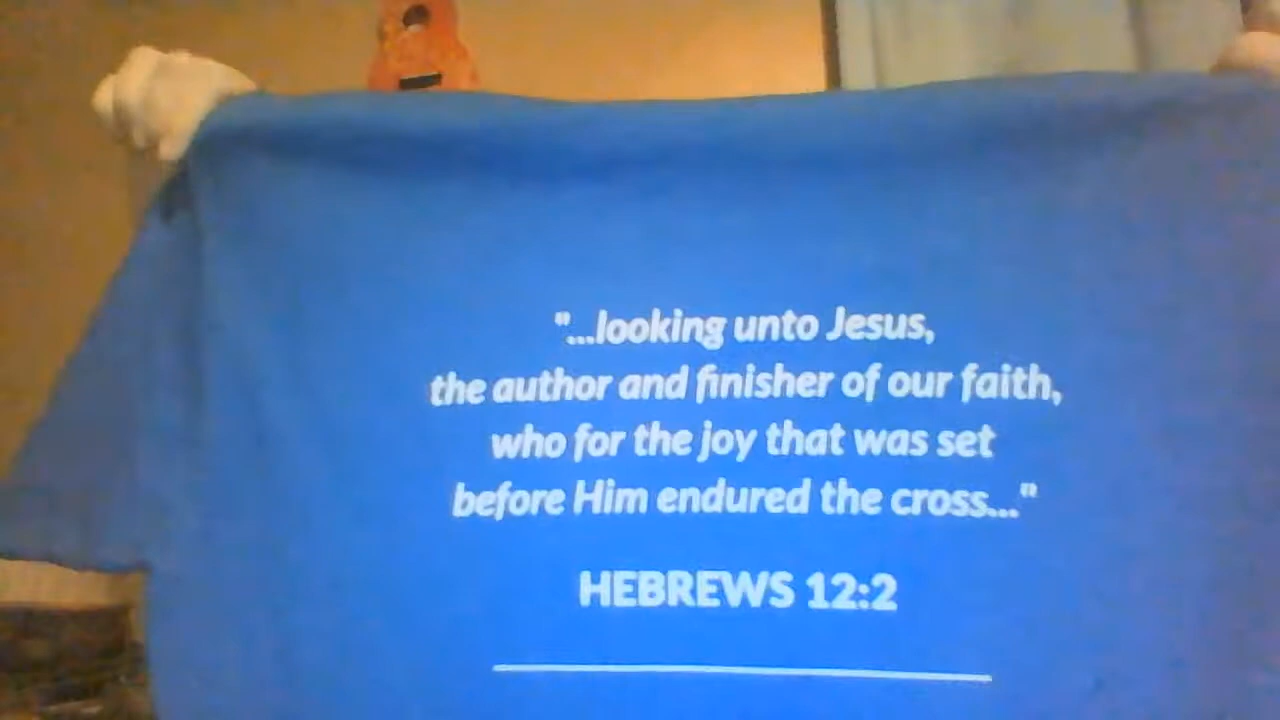 "...looking unto Jesus,
the author and finisher of our faith,
who for the joy that was set
before Him endured the cross..."
HEBREWS 12:2